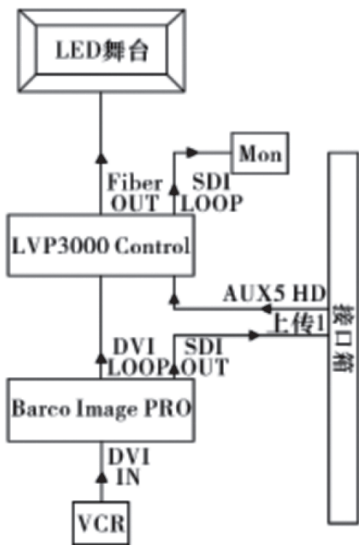 LED舞台
Mon
Fiber SDI
OUT LOOP
LVP3000 Control
AUX5 HD
上传1
接口箱
DVI SDI
LOOP OUT
Barco Image PRO
DVI
IN
VCR